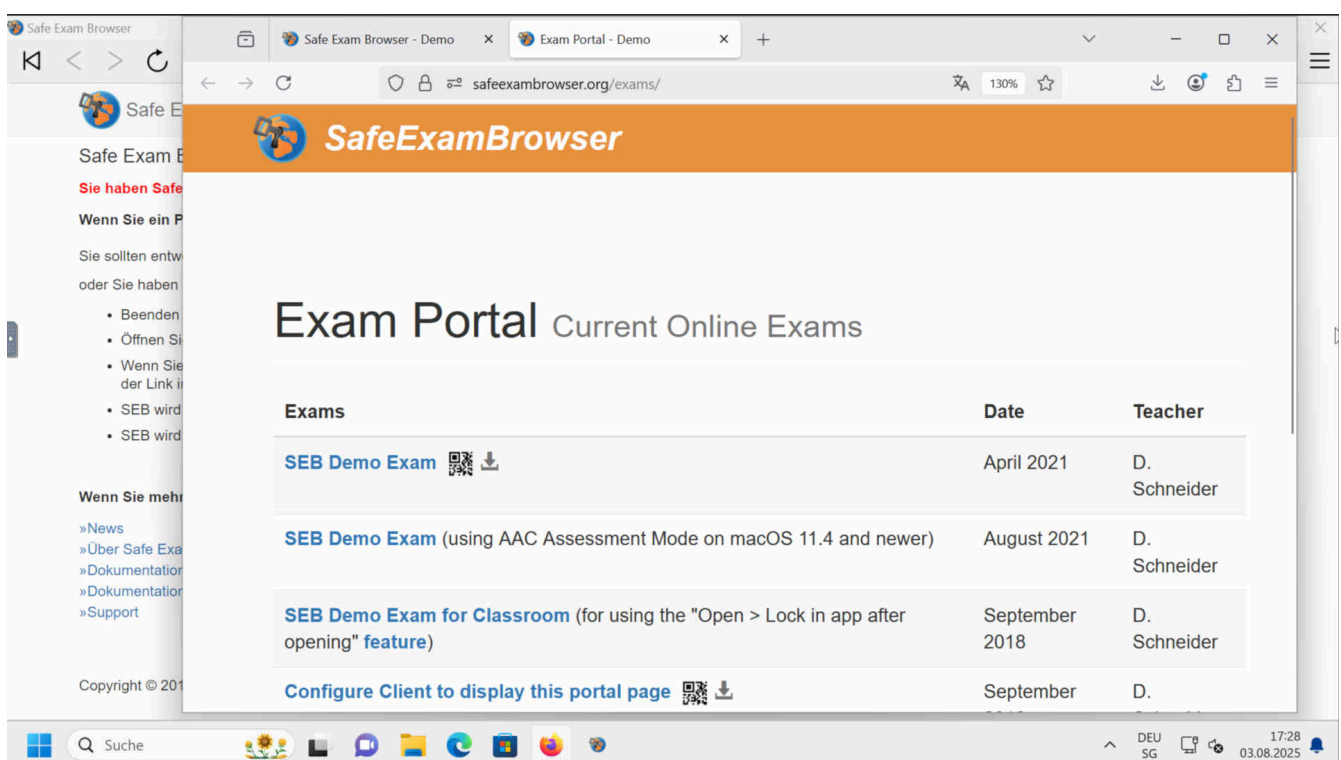 Safe Exam Browser
Safe Exam Browser - Demo
Exam Portal - Demo
safeexambrowser.org/exams/
130%
Safe E
SafeExamBrowser
Safe Exam
Sie haben Safe
Wenn Sie ein P
Sie sollten entw
oder Sie haben
• Beenden
• Öffnen Si
• Wenn Sie
der Link i
• SEB wird
• SEB wird
Wenn Sie mehr
»News
»Über Safe Exa
»Dokumentation
»Dokumentation
»Support
Copyright © 201
Exam Portal Current Online Exams
Exams Date Teacher
SEB Demo Exam April 2021 D.
Schneider
SEB Demo Exam (using AAC Assessment Mode on macOS 11.4 and newer) August 2021 D.
Schneider
SEB Demo Exam for Classroom (for using the "Open > Lock in app after September D.
opening" feature) 2018 Schneider
Configure Client to display this portal page September D.
Suche
DEU
SG
17:28
03.08.2025